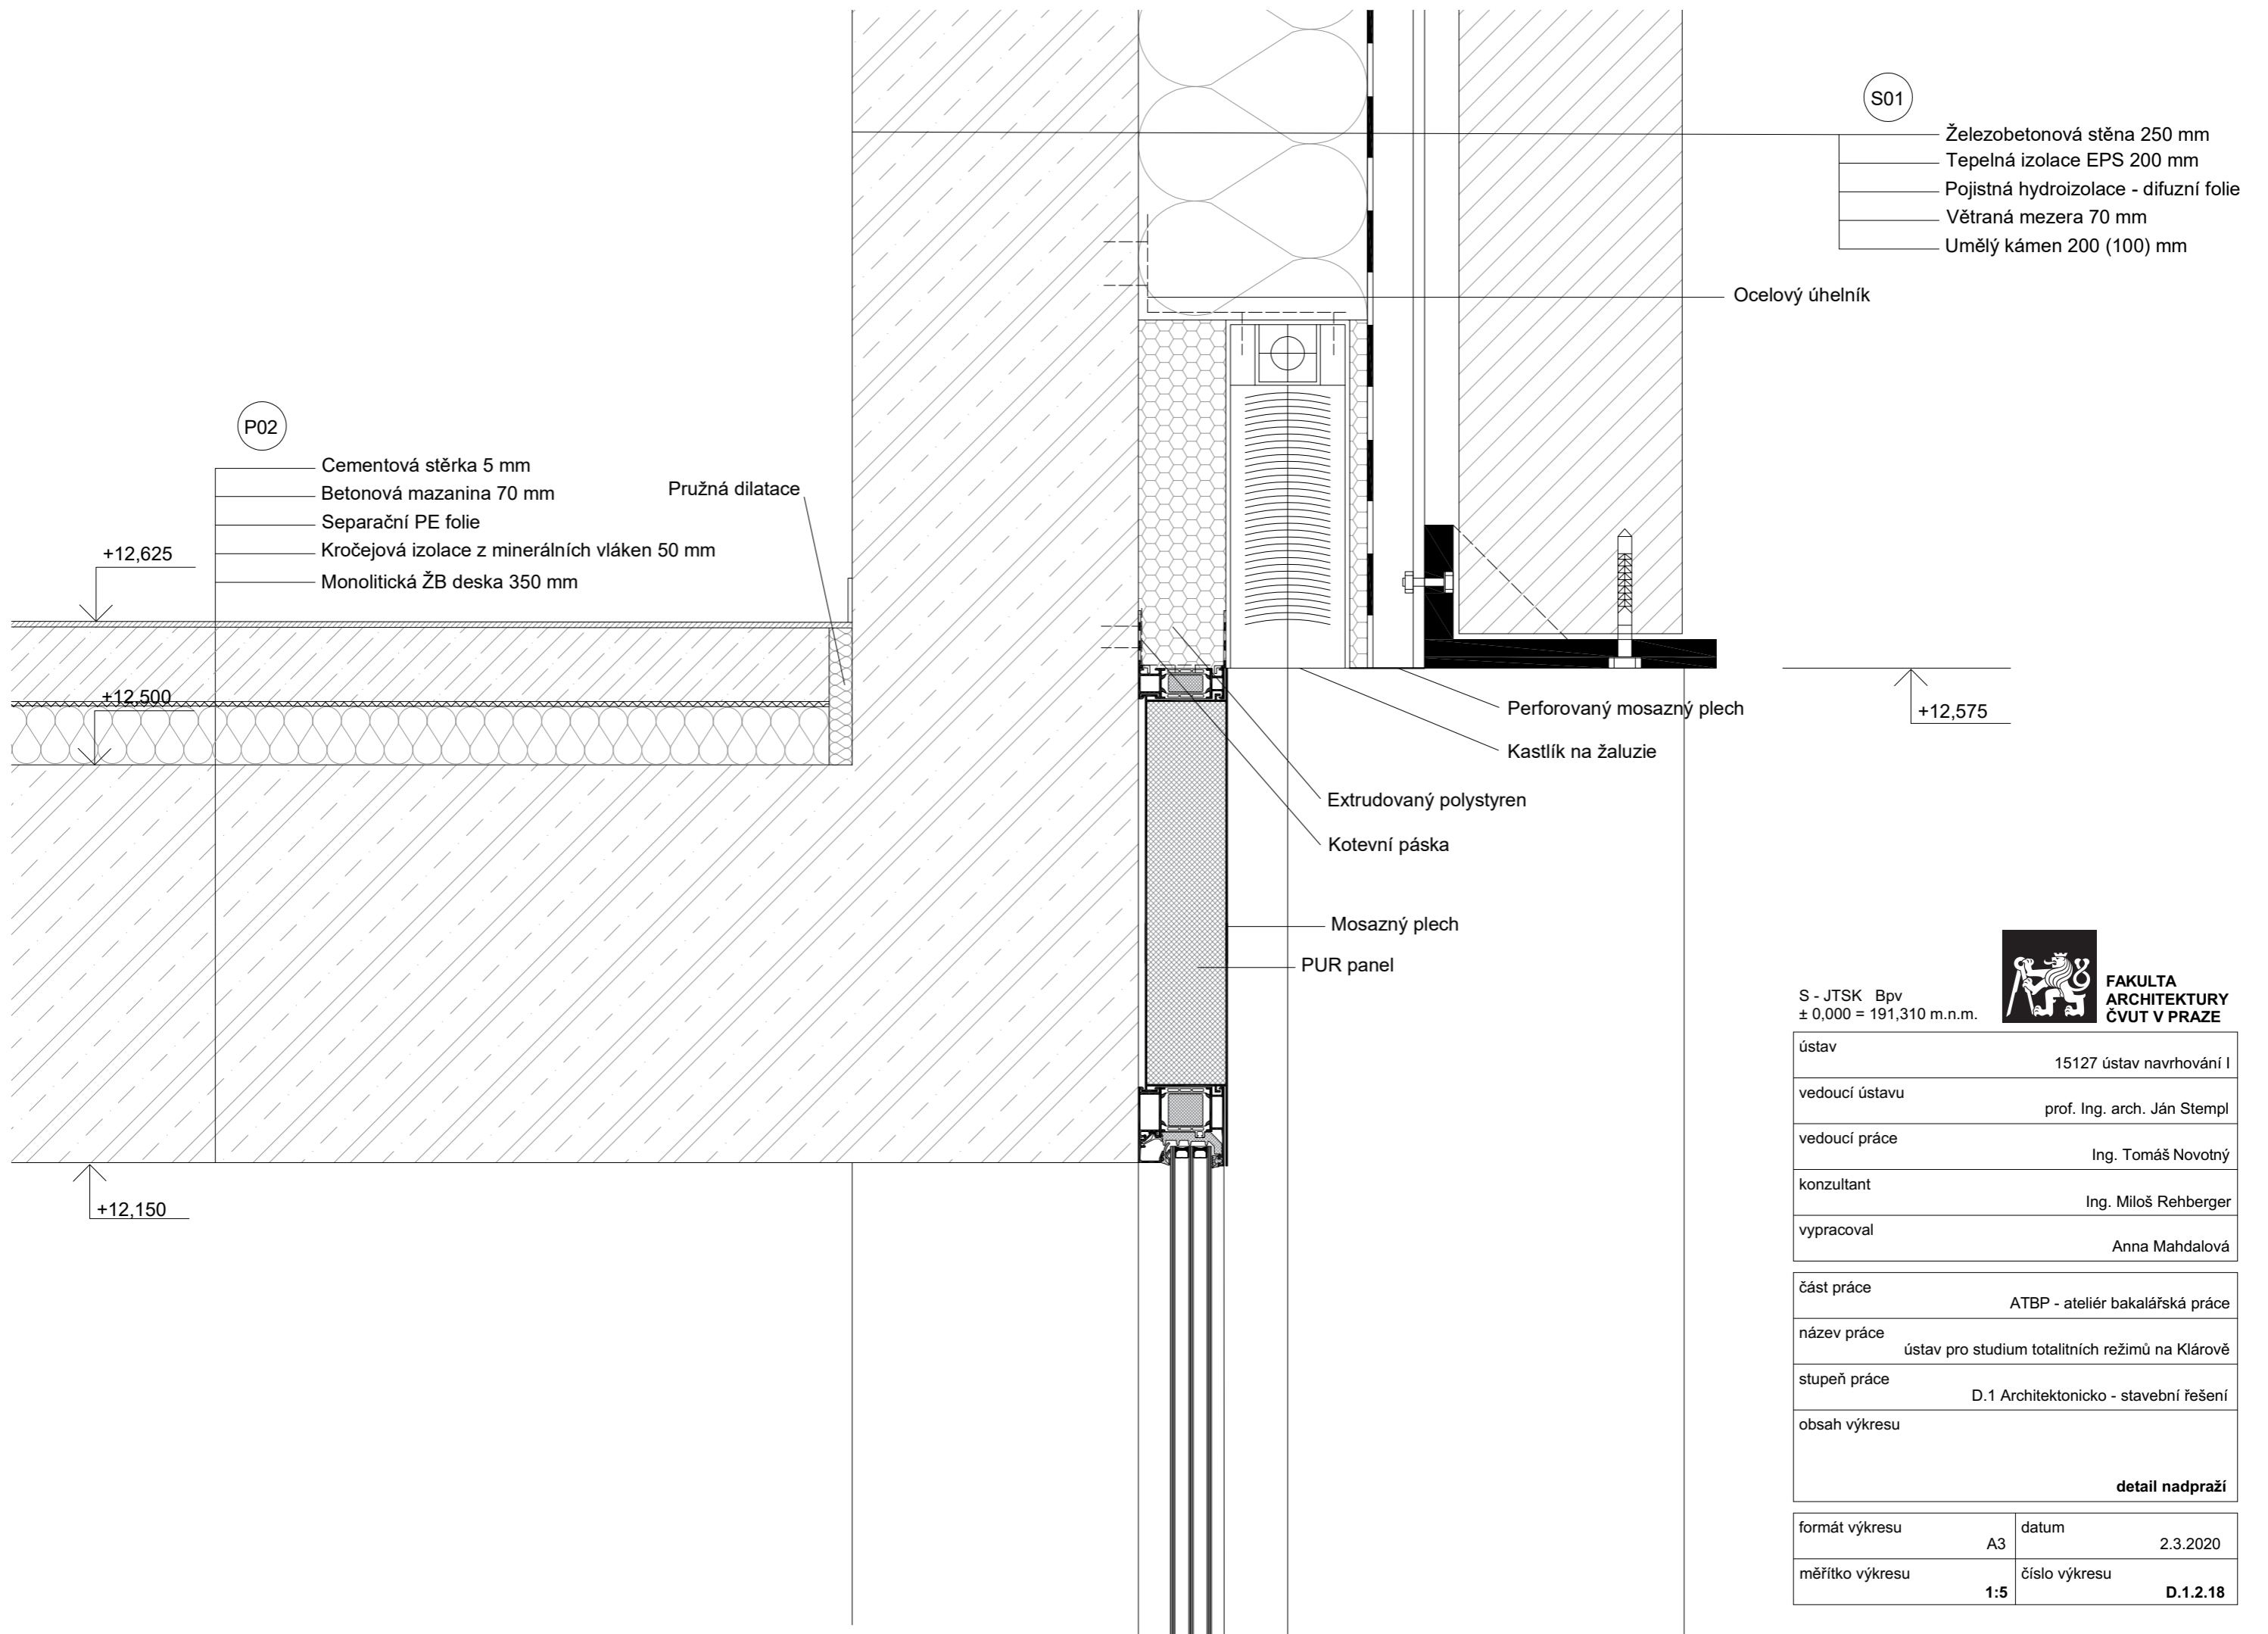 S01
Železobetonová stěna 250 mm
Tepelná izolace EPS 200 mm
Pojistná hydroizolace - difuzní folie
Větraná mezera 70 mm
Umělý kámen 200 (100) mm
Ocelový úhelník
P02
Cementová stěrka 5 mm
Betonová mazanina 70 mm
Separační PE folie
Kročejová izolace z minerálních vláken 50 mm
Monolitická ŽB deska 350 mm
Pružná dilatace
+12,625
+12,500
+12,150
Perforovaný mosazný plech
Kastlík na žaluzie
+12,575
Extrudovaný polystyren
Kotevní páska
Mosazný plech
PUR panel
S - JTSK Bpv
± 0,000 = 191,310 m.n.m.
FAKULTA
ARCHITEKTURY
ČVUT V PRAZE
ústav
15127 ústav navrhování I
vedoucí ústavu
prof. Ing. arch. Ján Stempl
vedoucí práce
Ing. Tomáš Novotný
konzultant
Ing. Miloš Rehberger
vypracoval
Anna Mahdalová
část práce
ATBP - ateliér bakalářská práce
název práce
ústav pro studium totalitních režimů na Klárově
stupeň práce
D.1 Architektonicko - stavební řešení
obsah výkresu
detail nadpraží
formát výkresu
A3
datum
2.3.2020
měřítko výkresu
1:5
číslo výkresu
D.1.2.18